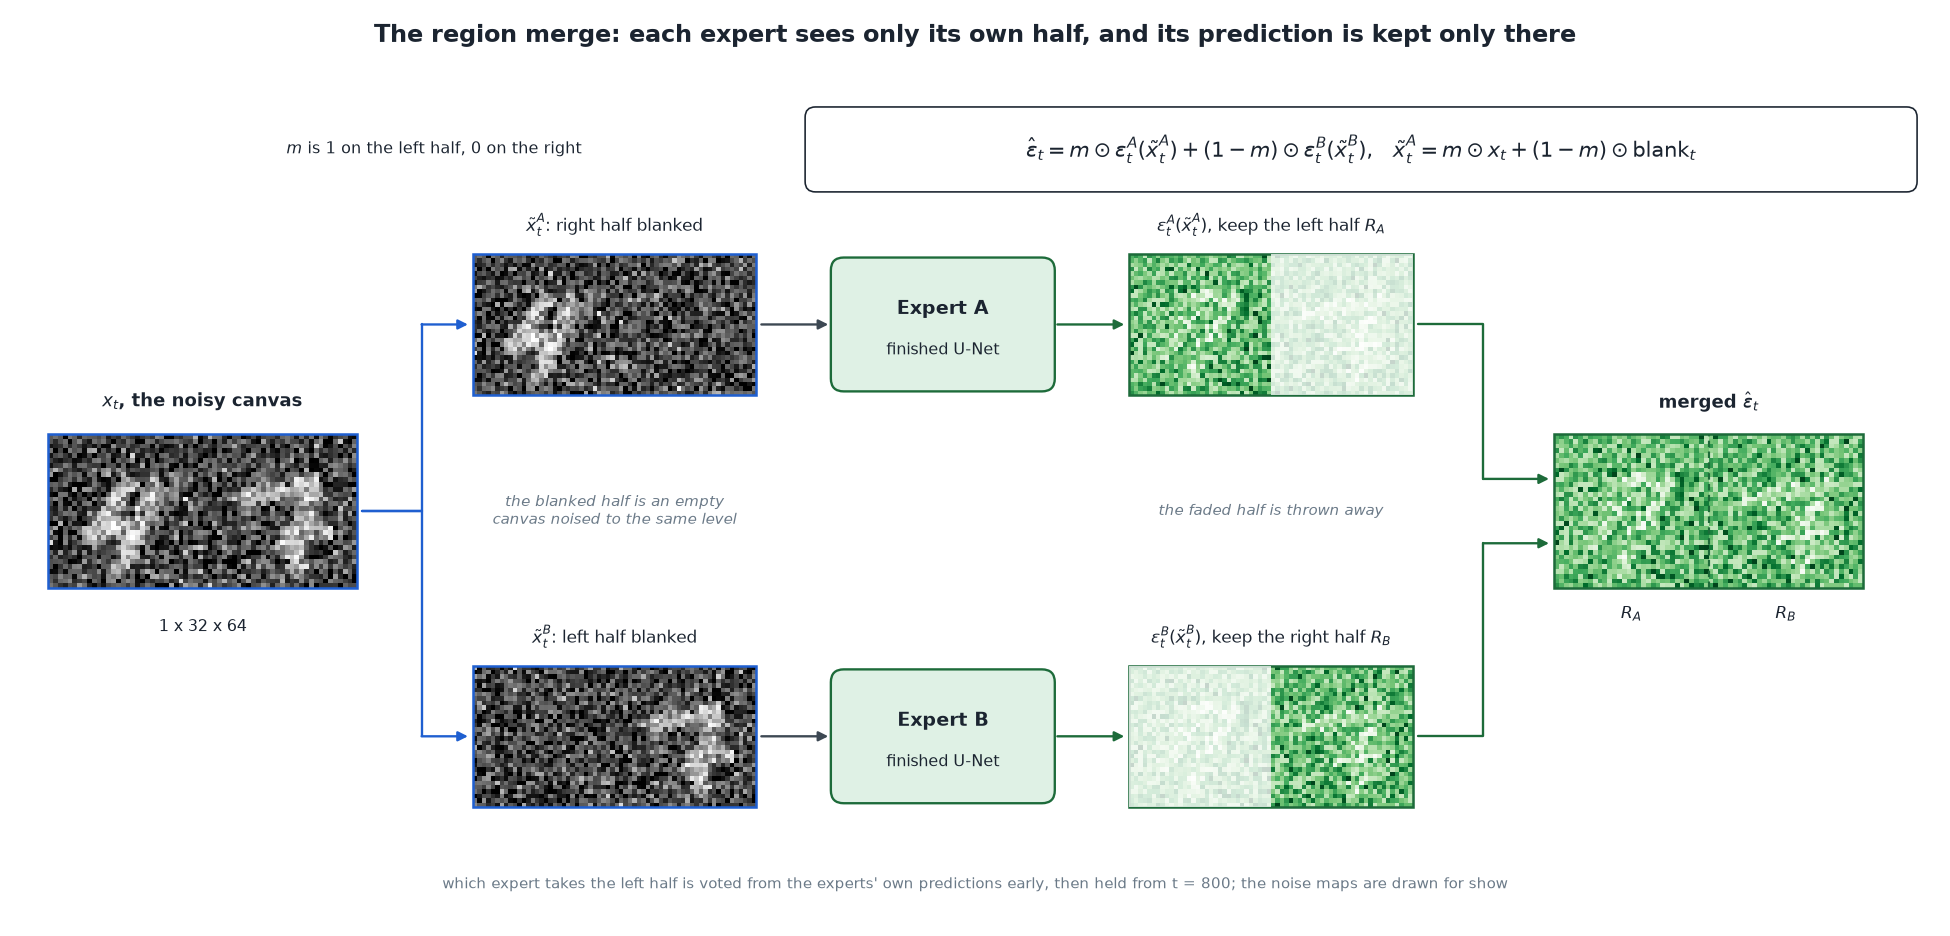 The region merge: each expert sees only its own half, and its prediction is kept only there
m is 1 on the left half, 0 on the right
ε̂_t = m ⊙ ε_t^A(x̃_t^A) + (1 − m) ⊙ ε_t^B(x̃_t^B),   x̃_t^A = m ⊙ x_t + (1 − m) ⊙ blank_t
x̃_t^A: right half blanked
ε_t^A(x̃_t^A), keep the left half R_A
Expert A
finished U-Net
x_t, the noisy canvas
merged ε̂_t
the blanked half is an empty
canvas noised to the same level
the faded half is thrown away
1 x 32 x 64
R_A
R_B
x̃_t^B: left half blanked
ε_t^B(x̃_t^B), keep the right half R_B
Expert B
finished U-Net
which expert takes the left half is voted from the experts' own predictions early, then held from t = 800; the noise maps are drawn for show